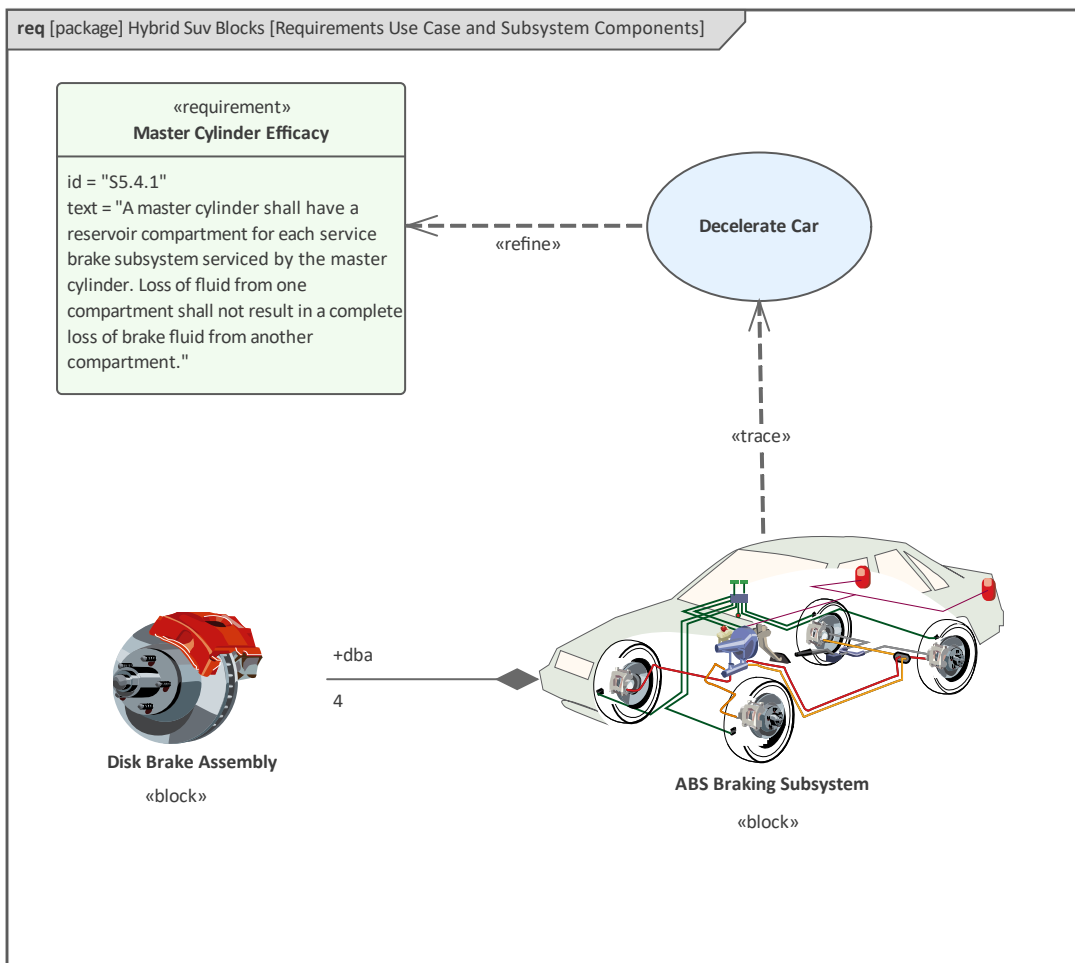 req [package] Hybrid Suv Blocks [Requirements Use Case and Subsystem Components]
«requirement»
Master Cylinder Efficacy
id = "S5.4.1"
text = "A master cylinder shall have a
reservoir compartment for each service
brake subsystem serviced by the master
cylinder. Loss of fluid from one
compartment shall not result in a complete
loss of brake fluid from another
compartment."
Decelerate Car
«refine»
«trace»
+dba
4
Disk Brake Assembly
«block»
ABS Braking Subsystem
«block»